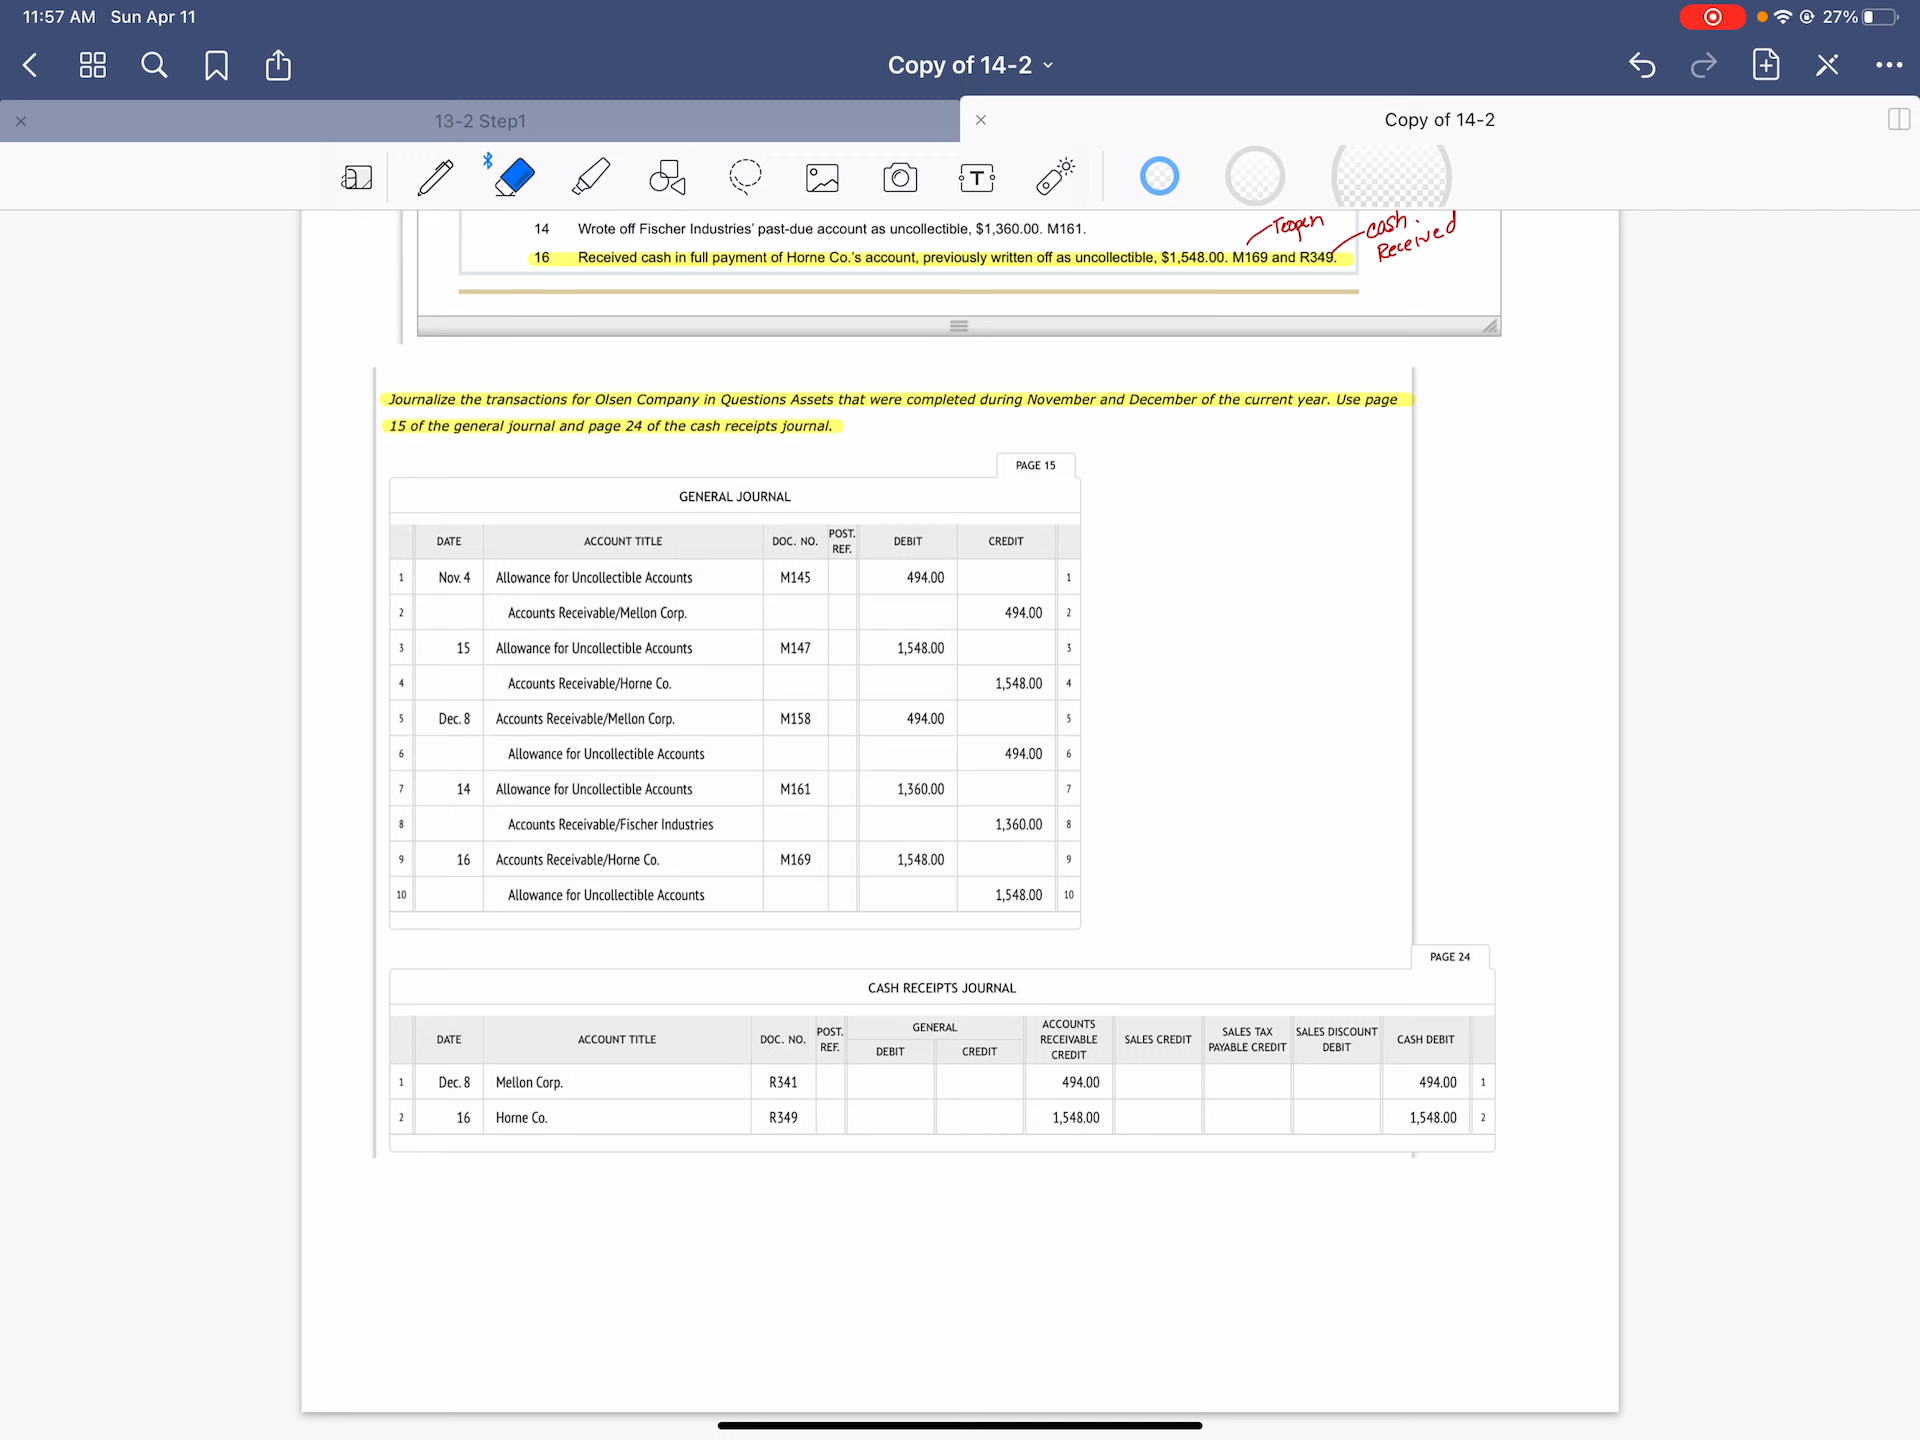 11:57 AM Sun Apr 11
27%
Copy of 14-2
13-2 Step1
Copy of 14-2
14 Wrote off Fischer Industries' past-due account as uncollectible, $1,360.00. M161.
16 Received cash in full payment of Horne Co.'s account, previously written off as uncollectible, $1,548.00. M169 and R349.
Teopen
cash.
Received
Journalize the transactions for Olsen Company in Questions Assets that were completed during November and December of the current year. Use page
15 of the general journal and page 24 of the cash receipts journal.
PAGE 15
GENERAL JOURNAL
DATE ACCOUNT TITLE DOC. NO. POST. REF. DEBIT CREDIT
1 Nov. 4 Allowance for Uncollectible Accounts M145 494.00 1
2 Accounts Receivable/Mellon Corp. 494.00 2
3 15 Allowance for Uncollectible Accounts M147 1,548.00 3
4 Accounts Receivable/Horne Co. 1,548.00 4
5 Dec. 8 Accounts Receivable/Mellon Corp. M158 494.00 5
6 Allowance for Uncollectible Accounts 494.00 6
7 14 Allowance for Uncollectible Accounts M161 1,360.00 7
8 Accounts Receivable/Fischer Industries 1,360.00 8
9 16 Accounts Receivable/Horne Co. M169 1,548.00 9
10 Allowance for Uncollectible Accounts 1,548.00 10
PAGE 24
CASH RECEIPTS JOURNAL
DATE ACCOUNT TITLE DOC. NO. POST. REF. GENERAL DEBIT CREDIT ACCOUNTS RECEIVABLE CREDIT SALES CREDIT SALES TAX PAYABLE CREDIT SALES DISCOUNT DEBIT CASH DEBIT
1 Dec. 8 Mellon Corp. R341 494.00 494.00 1
2 16 Horne Co. R349 1,548.00 1,548.00 2